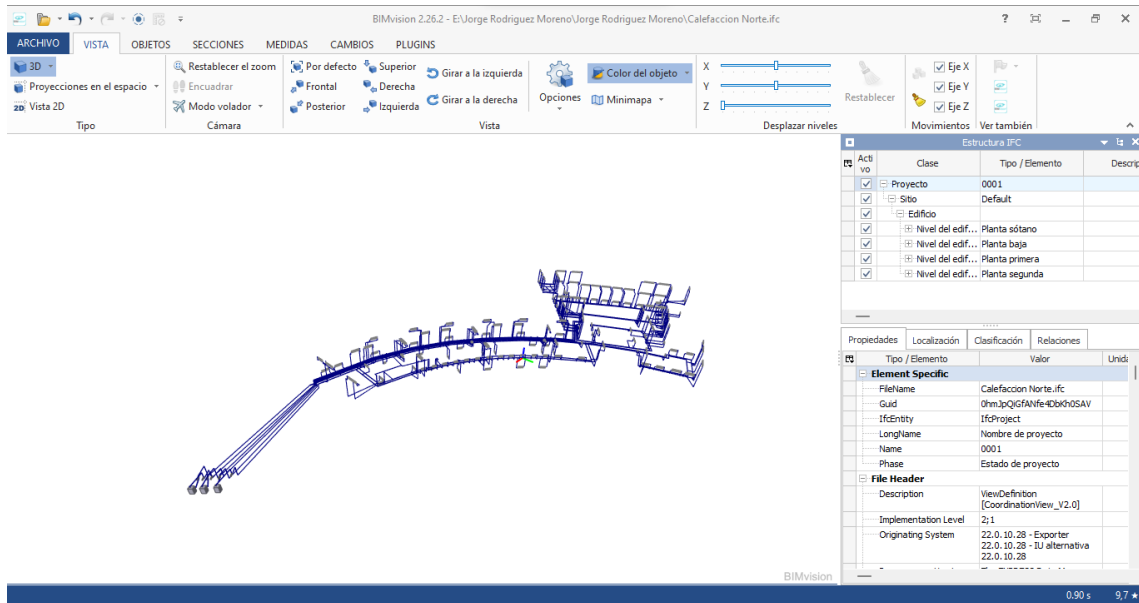 BIMvision 2.26.2 - E:\Jorge Rodriguez Moreno\Jorge Rodriguez Moreno\Calefaccion Norte.ifc
ARCHIVO VISTA OBJETOS SECCIONES MEDIDAS CAMBIOS PLUGINS
3D
Proyecciones en el espacio
2D Vista 2D
Tipo
Restablecer el zoom
Encuadrar
Modo volador
Cámara
Por defecto Superior Girar a la izquierda
Frontal Derecha
Posterior Izquierda Girar a la derecha
Opciones
Color del objeto
Minimapa
Vista
X
Y
Z
Restablecer
Desplazar niveles
Eje X
Eje Y
Eje Z
Movimientos
Ver también
Estructura IFC
Acti vo Clase Tipo / Elemento Descrip
Proyecto 0001
Sitio Default
Edificio
Nivel del edif... Planta sótano
Nivel del edif... Planta baja
Nivel del edif... Planta primera
Nivel del edif... Planta segunda
Propiedades Localización Clasificación Relaciones
Tipo / Elemento Valor Unida
Element Specific
FileName Calefaccion Norte.ifc
Guid 0hmJpQiGfANfe4DbKh0SAV
IfcEntity IfcProject
LongName Nombre de proyecto
Name 0001
Phase Estado de proyecto
File Header
Description ViewDefinition
[CoordinationView_V2.0]
Implementation Level 2;1
Originating System 22.0.10.28 - Exporter
22.0.10.28 - IU alternativa
22.0.10.28
BIMvision
0.90 s 9,7